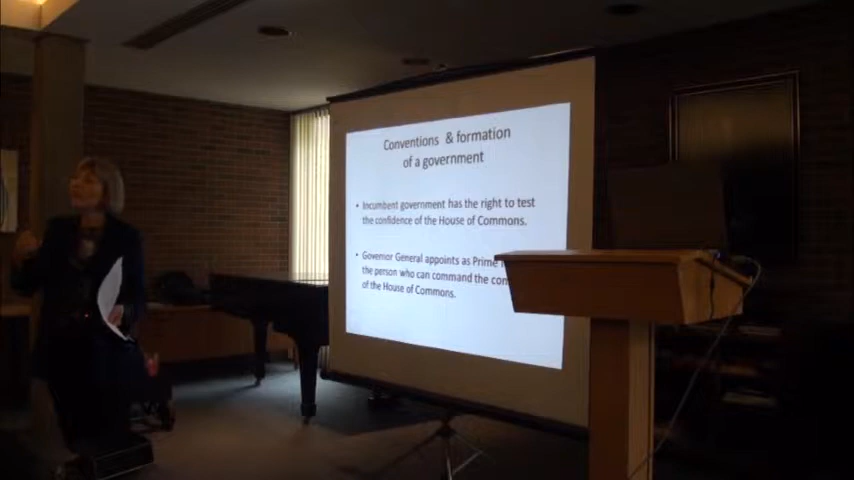 Conventions & formation
of a government
• Incumbent government has the right to test
the confidence of the House of Commons.
• Governor General appoints as Prime
the person who can command the con
of the House of Commons.